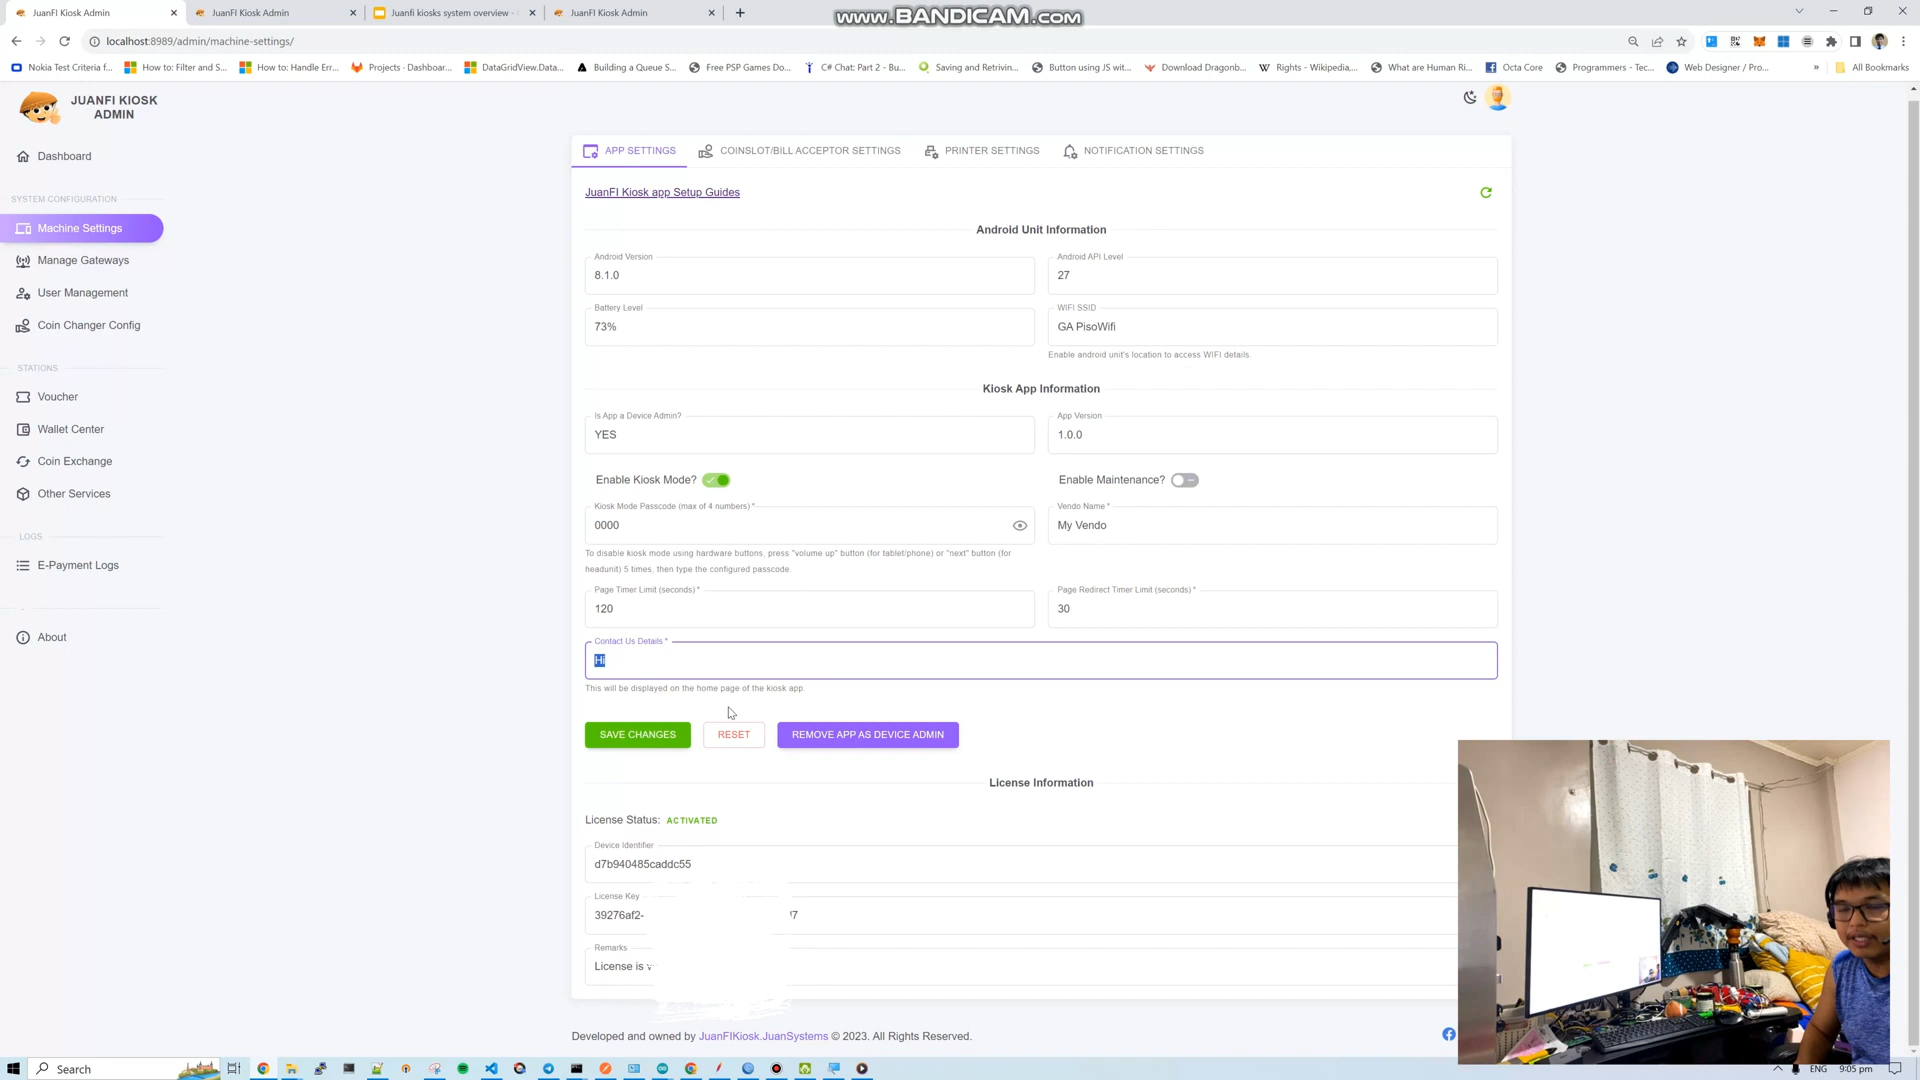 JuanFI Kiosk Admin
JuanFI Kiosk Admin
Juanfi kiosks system overview -
JuanFI Kiosk Admin
www.BANDICAM.com
localhost:8989/admin/machine-settings/
Nokia Test Criteria f...
How to: Filter and S...
How to: Handle Err...
Projects · Dashboar...
DataGridView.Data...
Building a Queue S...
Free PSP Games Do...
C# Chat: Part 2 - Bu...
Saving and Retrivin...
Button using JS wit...
Download Dragonb...
Rights - Wikipedia,...
What are Human Ri...
Octa Core
Programmers - Tec...
Web Designer / Pro...
»
All Bookmarks
JUANFI KIOSK
ADMIN
Dashboard
SYSTEM CONFIGURATION
Machine Settings
Manage Gateways
User Management
Coin Changer Config
STATIONS
Voucher
Wallet Center
Coin Exchange
Other Services
LOGS
E-Payment Logs
About
APP SETTINGS
COINSLOT/BILL ACCEPTOR SETTINGS
PRINTER SETTINGS
NOTIFICATION SETTINGS
JuanFI Kiosk app Setup Guides
Android Unit Information
Android Version
8.1.0
Android API Level
27
Battery Level
73%
WIFI SSID
GA PisoWifi
Enable android unit's location to access WIFI details.
Kiosk App Information
Is App a Device Admin?
YES
App Version
1.0.0
Enable Kiosk Mode?
Enable Maintenance?
Kiosk Mode Passcode (max of 4 numbers) *
0000
Vendo Name *
My Vendo
To disable kiosk mode using hardware buttons, press "volume up" button (for tablet/phone) or "next" button (for
headunit) 5 times, then type the configured passcode.
Page Timer Limit (seconds) *
120
Page Redirect Timer Limit (seconds) *
30
Contact Us Details *
Hi
This will be displayed on the home page of the kiosk app.
SAVE CHANGES
RESET
REMOVE APP AS DEVICE ADMIN
License Information
License Status: ACTIVATED
Device Identifier
d7b940485caddc55
License Key
39276af2-
Remarks
License is
Developed and owned by JuanFIKiosk.JuanSystems © 2023. All Rights Reserved.
Search
ENG
9:05 pm